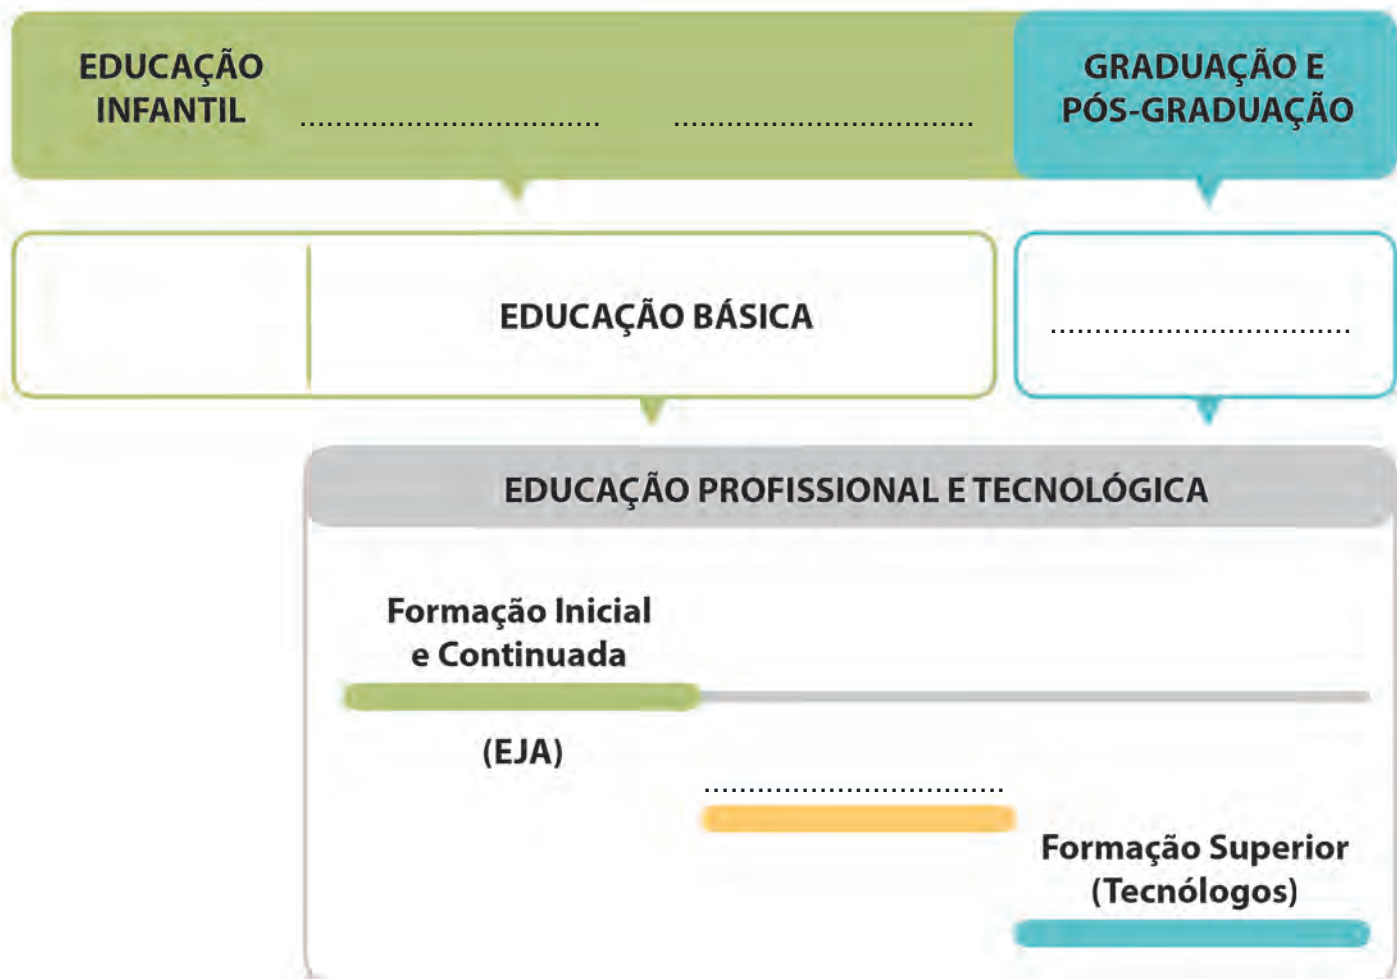 EDUCAÇÃO
INFANTIL
.................................. ..................................
GRADUAÇÃO E
PÓS-GRADUAÇÃO
EDUCAÇÃO BÁSICA
..................................
EDUCAÇÃO PROFISSIONAL E TECNOLÓGICA
Formação Inicial
e Continuada
(EJA)
..................................
Formação Superior
(Tecnólogos)